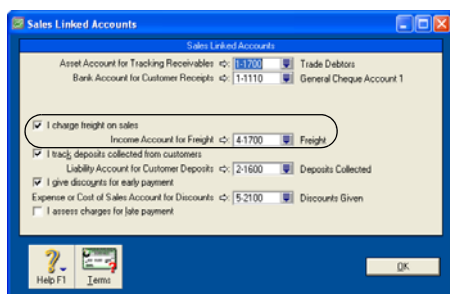 Sales Linked Accounts
Sales Linked Accounts
Asset Account for Tracking Receivables 1-1700 Trade Debtors
Bank Account for Customer Receipts 1-1110 General Cheque Account 1
I charge freight on sales
Income Account for Freight 4-1700 Freight
I track deposits collected from customers
Liability Account for Customer Deposits 2-1600 Deposits Collected
I give discounts for early payment
Expense or Cost of Sales Account for Discounts 5-2100 Discounts Given
I assess charges for late payment
Help F1 Terms OK